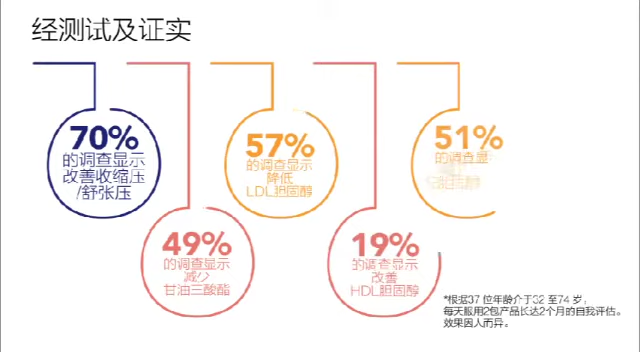 经测试及证实
70%
的调查显示
改善收缩压
/舒张压
57%
的调查显示
降低
LDL胆固醇
51%
的调查显
49%
的调查显示
减少
甘油三酸酯
19%
的调查显示
改善
HDL胆固醇
*根据37 位年龄介于32 至74 岁，
每天服用2包产品长达2个月的自我评估。
效果因人而异。